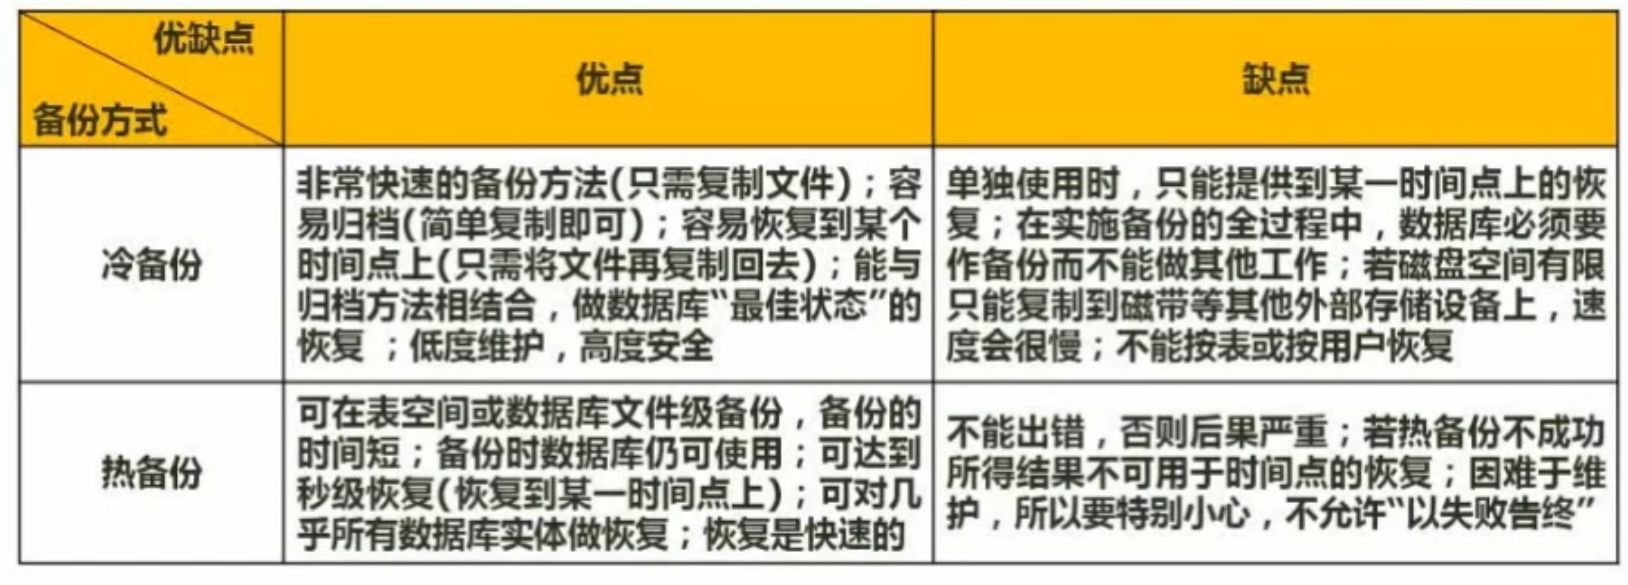 优缺点
备份方式
优点
缺点
冷备份
非常快速的备份方法(只需复制文件)；容
易归档(简单复制即可)；容易恢复到某个
时间点上(只需将文件再复制回去)；能与
归档方法相结合，做数据库“最佳状态”的
恢复 ；低度维护，高度安全
单独使用时，只能提供到某一时间点上的恢
复；在实施备份的全过程中，数据库必须要
作备份而不能做其他工作；若磁盘空间有限
只能复制到磁带等其他外部存储设备上，速
度会很慢；不能按表或按用户恢复
热备份
可在表空间或数据库文件级备份，备份的
时间短；备份时数据库仍可使用；可达到
秒级恢复(恢复到某一时间点上)；可对几
乎所有数据库实体做恢复；恢复是快速的
不能出错，否则后果严重；若热备份不成功
所得结果不可用于时间点的恢复；因难于维
护，所以要特别小心，不允许“以失败告终”